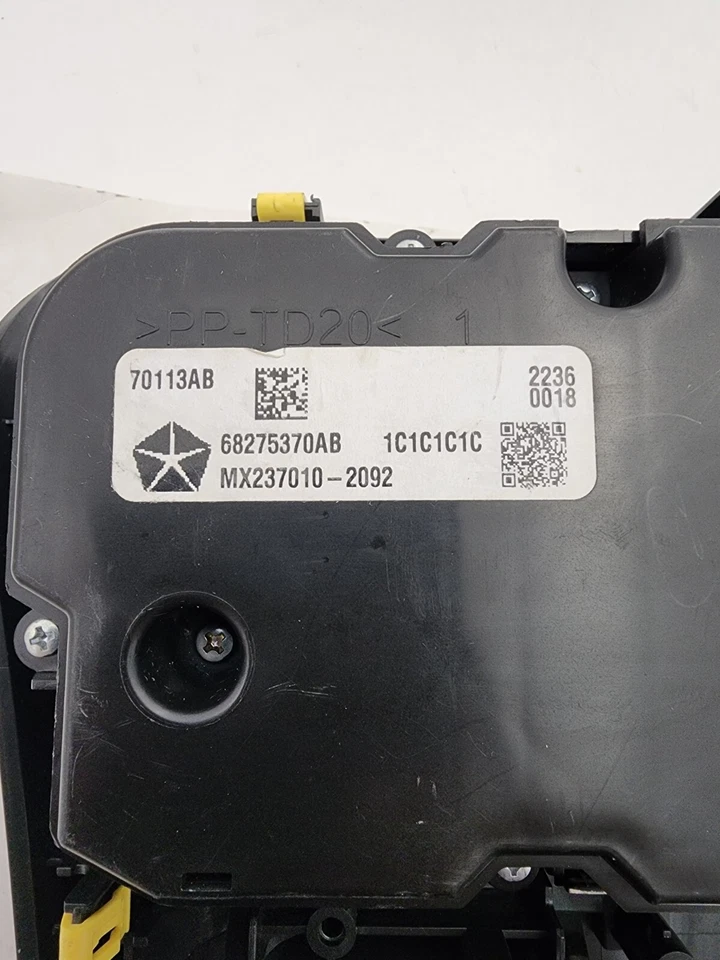 >PP-TD20< 1
70113AB
2236
0018
68275370AB 1C1C1C1C
MX237010-2092